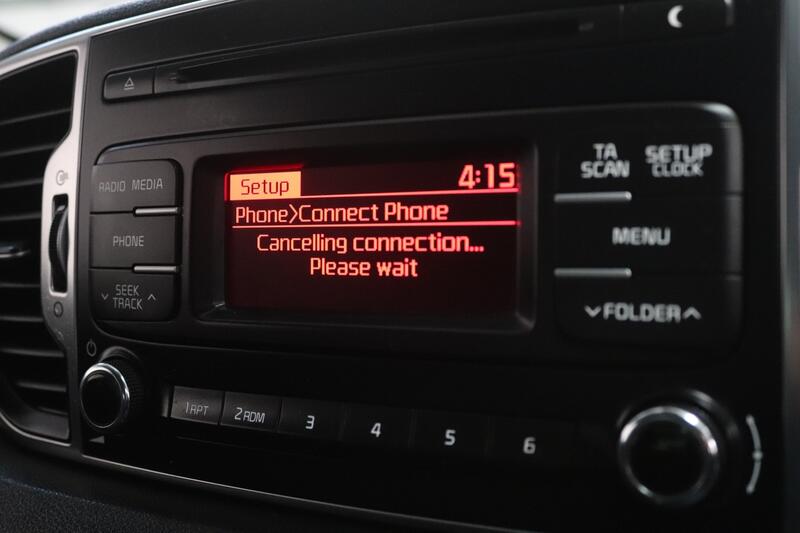 Setup 4:15
Phone>Connect Phone
Cancelling connection...
Please wait
RADIO MEDIA
PHONE
SEEK
TRACK
TA
SCAN
SETUP
CLOCK
MENU
FOLDER
1 RPT 2 RDM 3 4 5 6